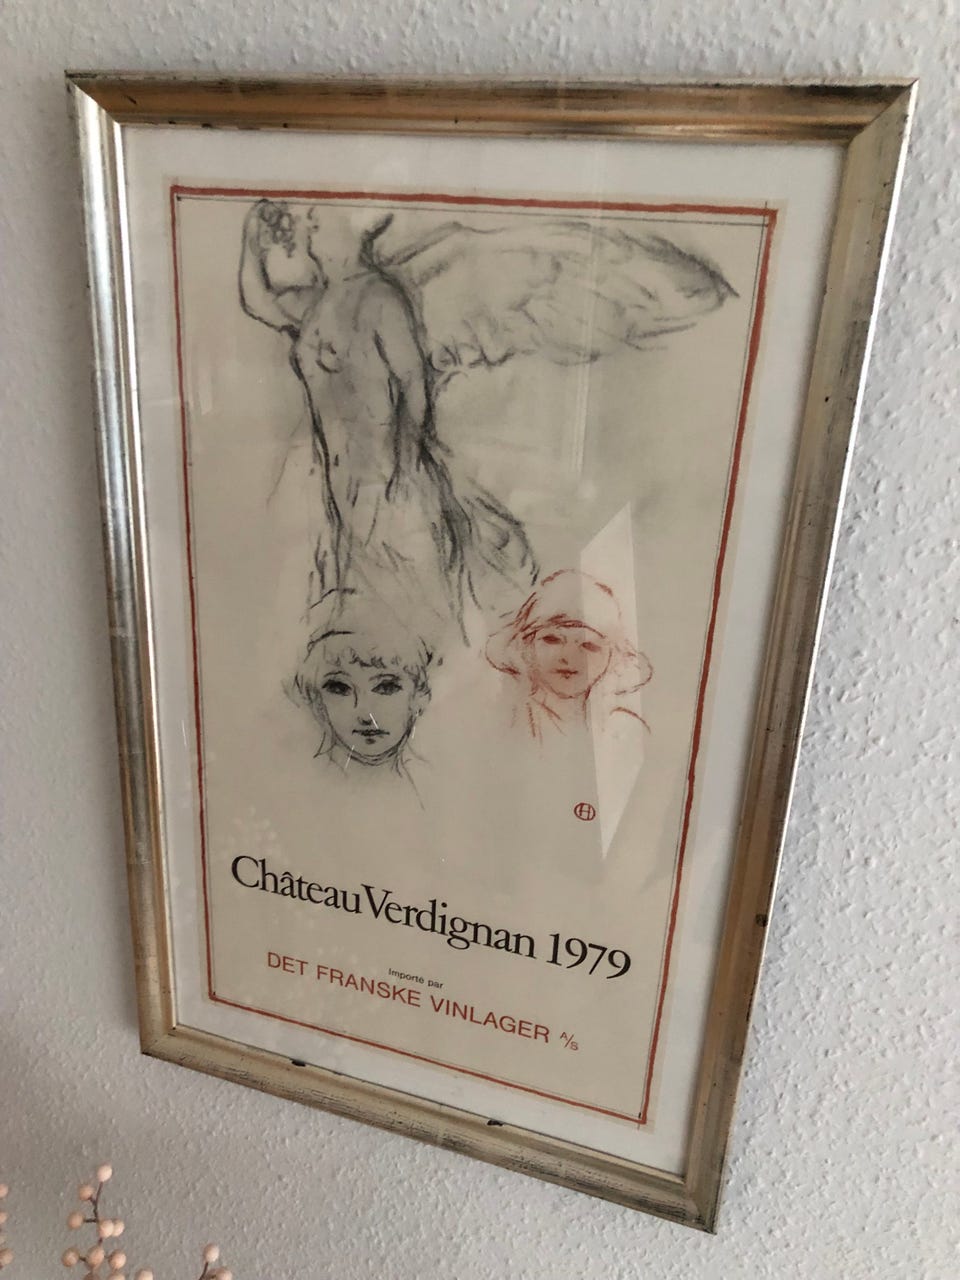 Château Verdignan 1979
Importé par
DET FRANSKE VINLAGER A/S